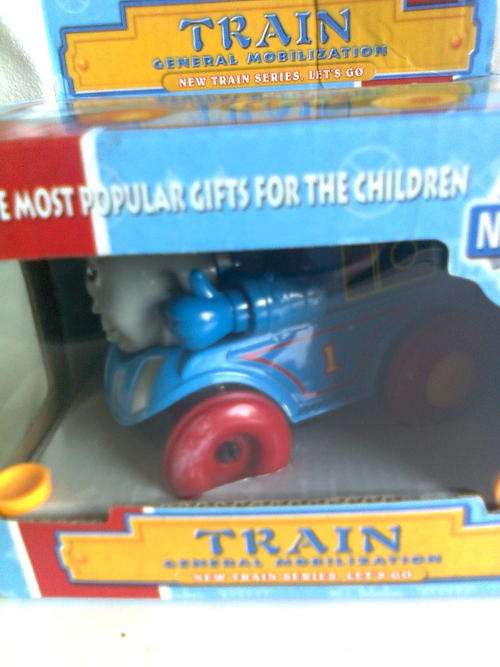 TRAIN
GENERAL MOBILIZATION
NEW TRAIN SERIES, LET'S GO
E MOST POPULAR GIFTS FOR THE CHILDREN
N
1
TRAIN
GENERAL MOBILIZATION
NEW TRAIN SERIES, LET'S GO